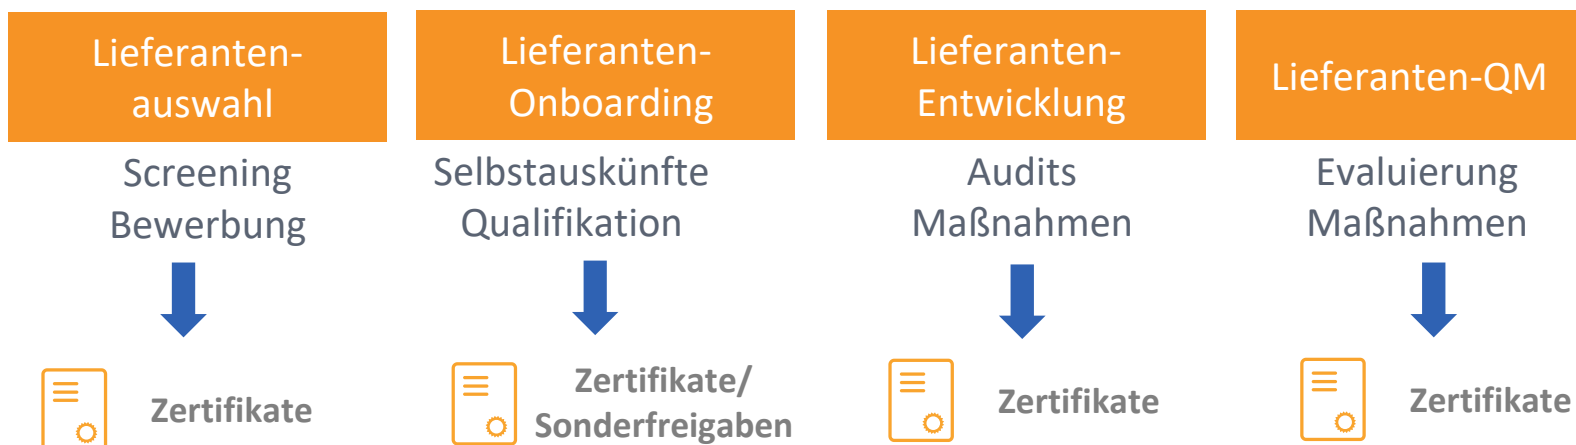 Lieferanten-
auswahl
Screening
Bewerbung
Zertifikate
Lieferanten-
Onboarding
Selbstauskünfte
Qualifikation
Zertifikate/
Sonderfreigaben
Lieferanten-
Entwicklung
Audits
Maßnahmen
Zertifikate
Lieferanten-QM
Evaluierung
Maßnahmen
Zertifikate